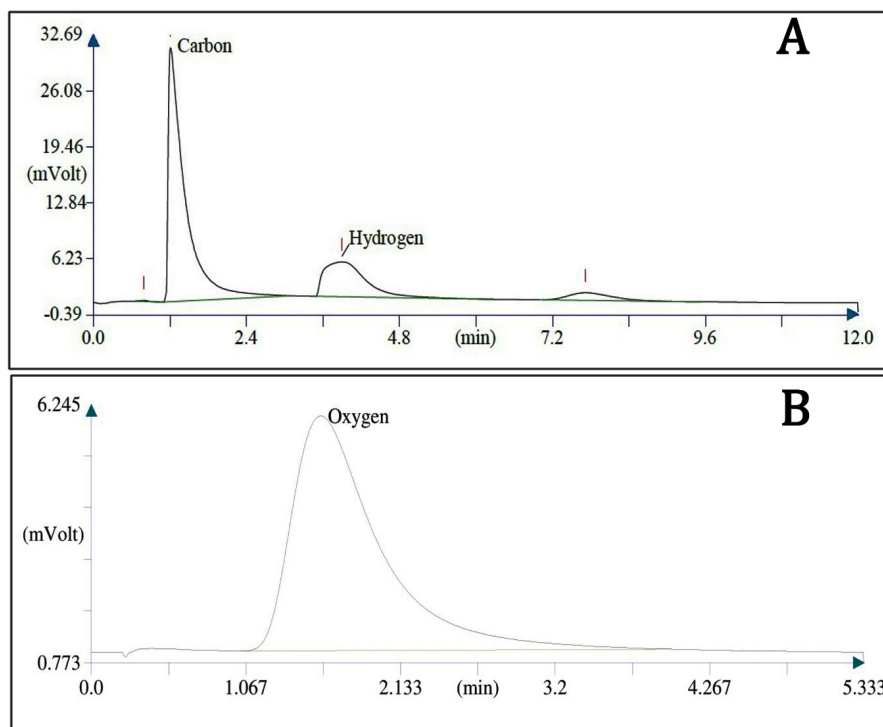 A
32.69
Carbon
26.08
19.46
(mVolt)
12.84
6.23
Hydrogen
-0.39
0.0 2.4 4.8 (min) 7.2 9.6 12.0
B
6.245
Oxygen
(mVolt)
0.773
0.0 1.067 2.133 (min) 3.2 4.267 5.333